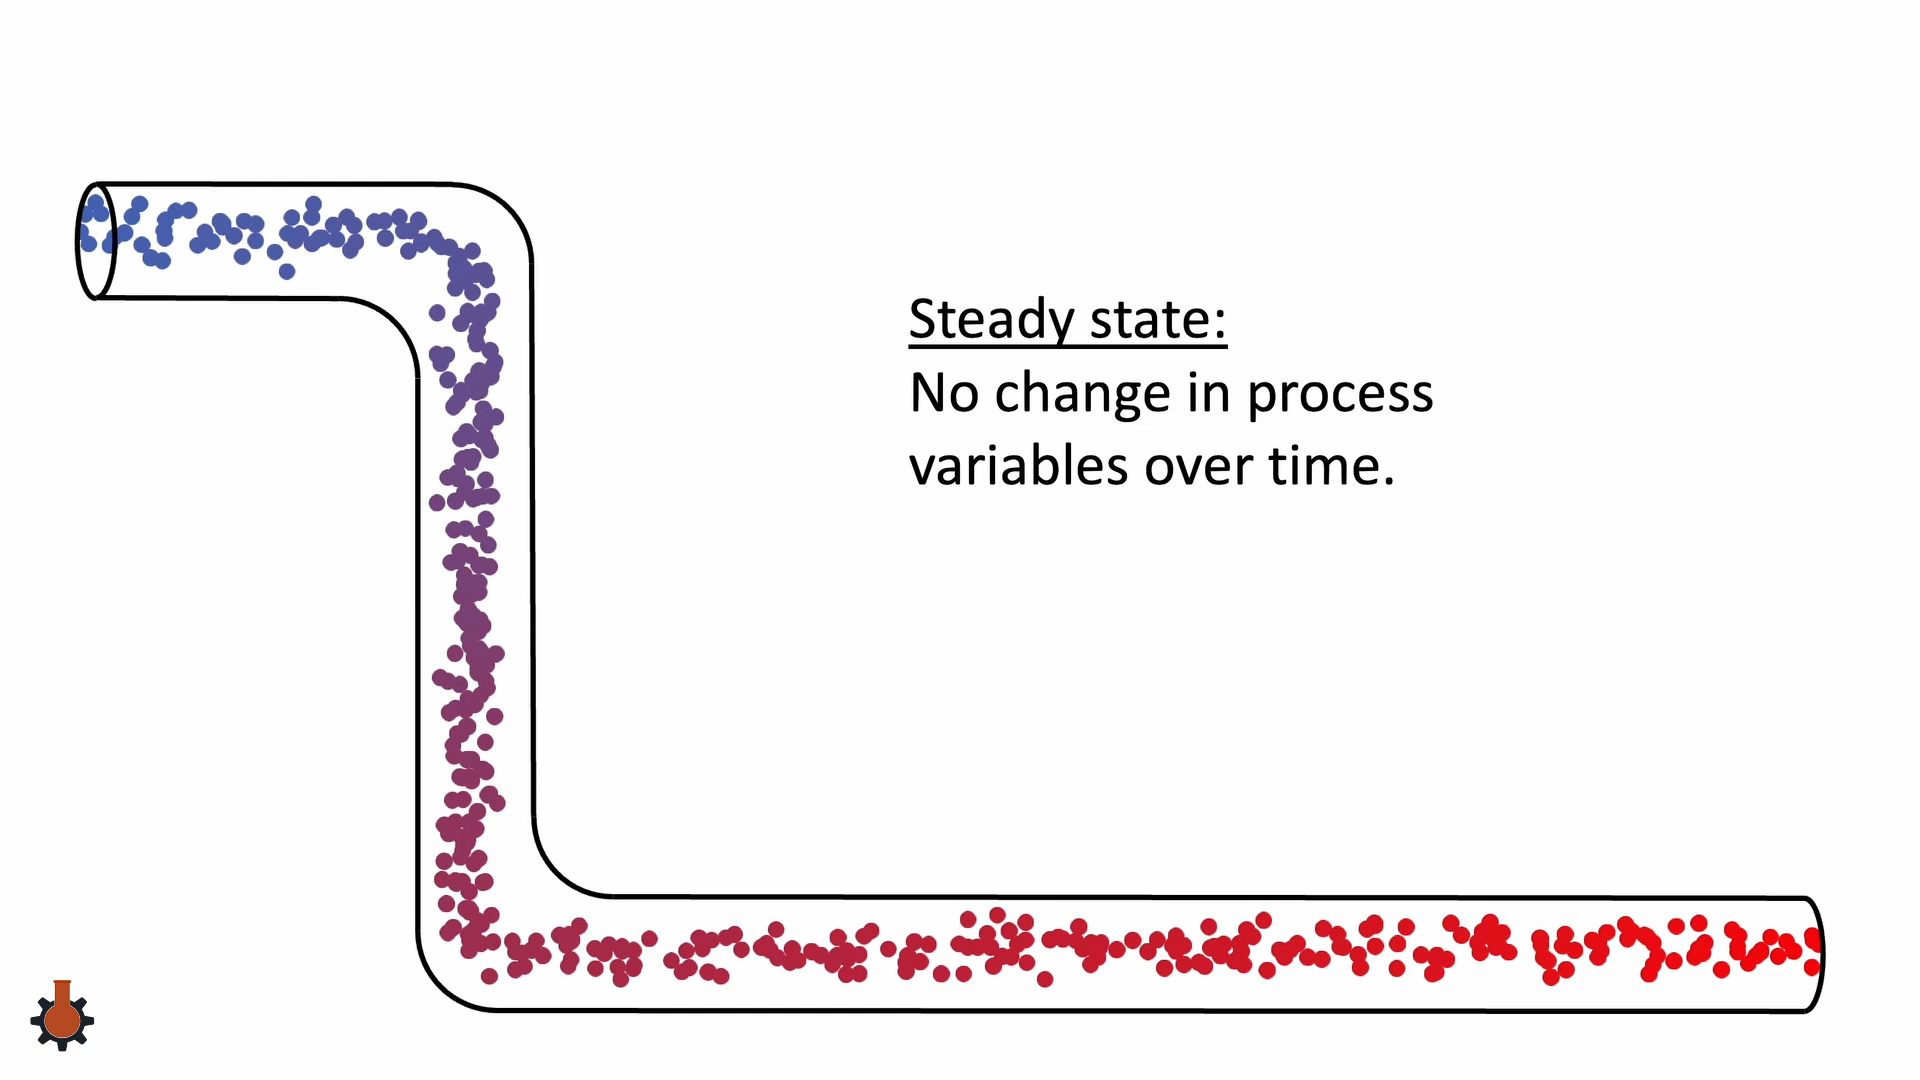 Steady state:
No change in process
variables over time.